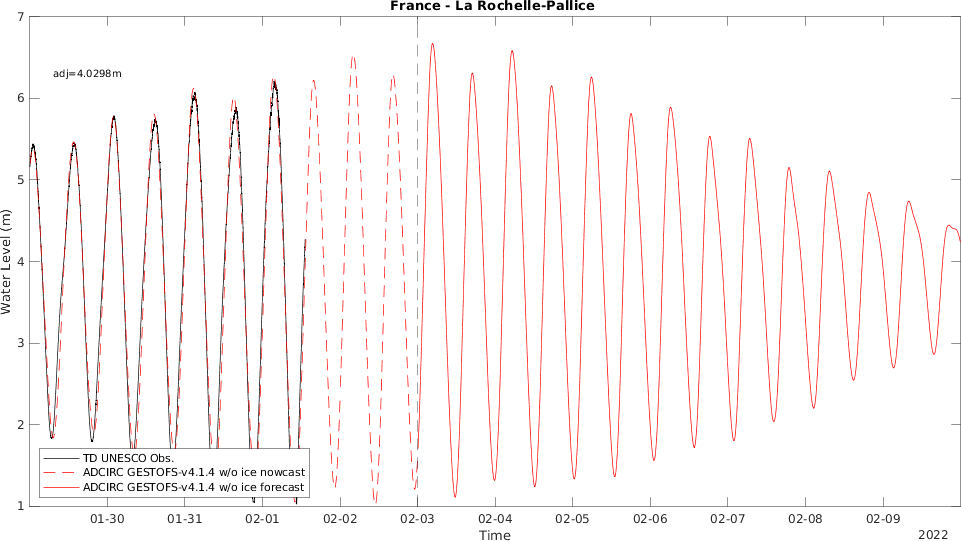 France - La Rochelle-Pallice
7
adj=4.0298m
6
5
4
3
2
1
Water Level (m)
TD UNESCO Obs.
ADCIRC GESTOFS-v4.1.4 w/o ice nowcast
ADCIRC GESTOFS-v4.1.4 w/o ice forecast
01-30 01-31 02-01 02-02 02-03 02-04 02-05 02-06 02-07 02-08 02-09
Time
2022